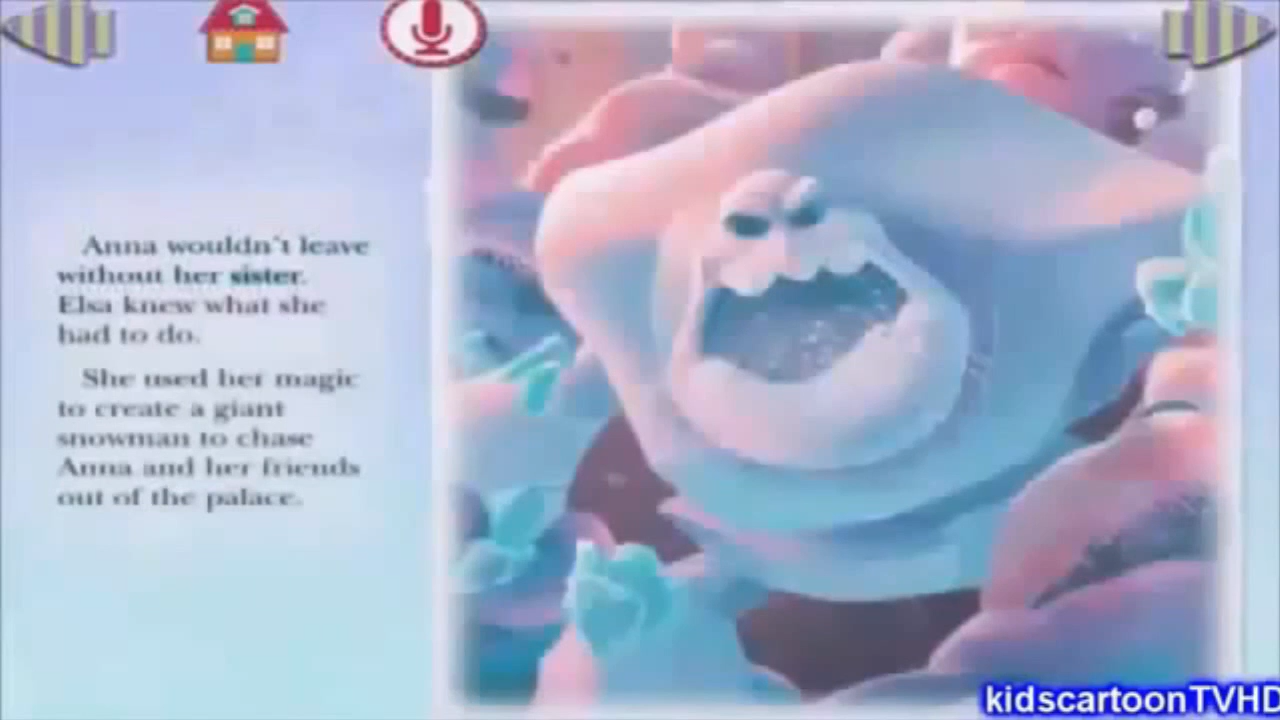 Anna wouldn't leave
without her sister.
Elsa knew what she
had to do.
She used her magic
to create a giant
snowman to chase
Anna and her friends
out of the palace.
kidscartoonTVHD